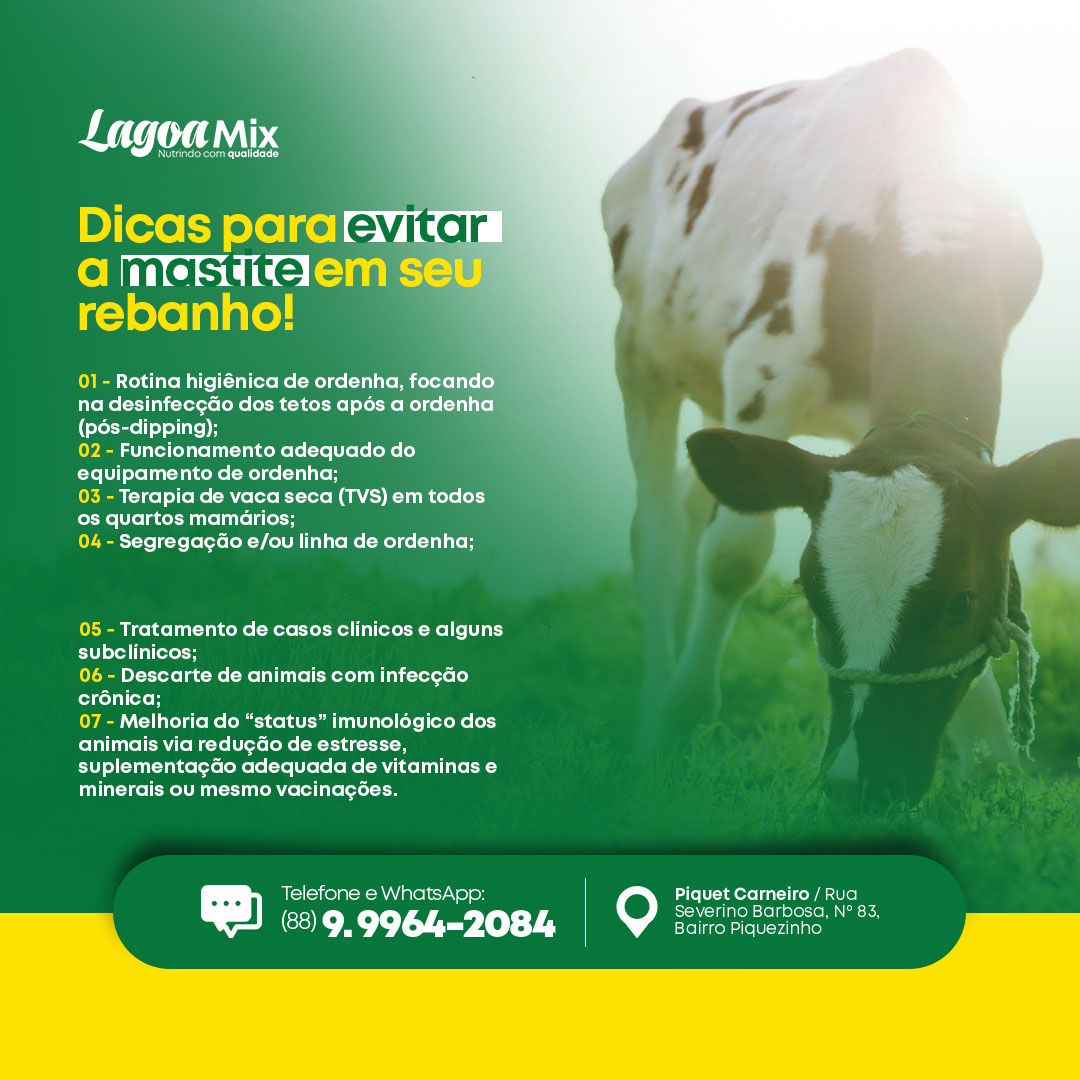 Lagoa Mix
Nutrindo com qualidade
Dicas para evitar
a mastite em seu
rebanho!
01 - Rotina higiênica de ordenha, focando
na desinfecção dos tetos após a ordenha
(pós-dipping);
02 - Funcionamento adequado do
equipamento de ordenha;
03 - Terapia de vaca seca (TVS) em todos
os quartos mamários;
04 - Segregação e/ou linha de ordenha;
05 - Tratamento de casos clínicos e alguns
subclínicos;
06 - Descarte de animais com infecção
crônica;
07 - Melhoria do “status” imunológico dos
animais via redução de estresse,
suplementação adequada de vitaminas e
minerais ou mesmo vacinações.
Telefone e WhatsApp:
(88) 9. 9964-2084
Piquet Carneiro / Rua
Severino Barbosa, Nº 83,
Bairro Piquezinho